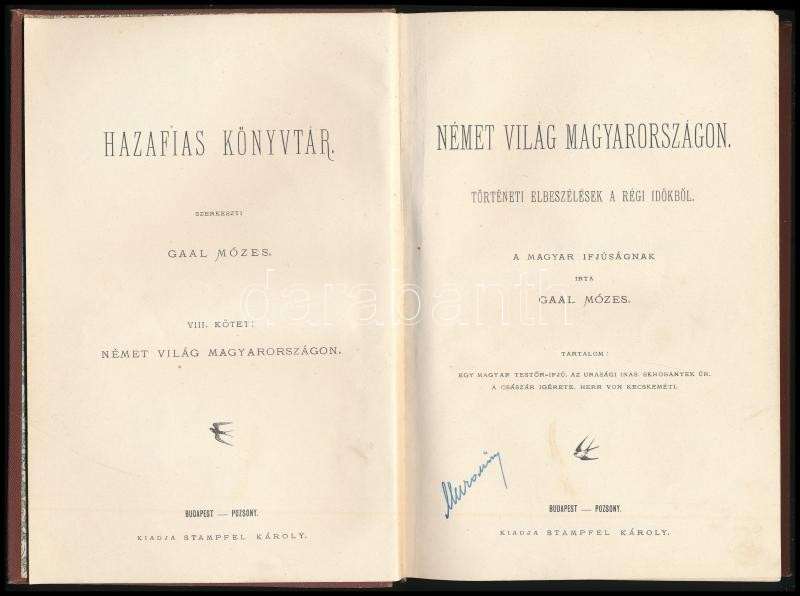 HAZAFIAS KÖNYVTÁR.
SZERKESZTI
GAAL MÓZES.
VIII. KÖTET:
NÉMET VILÁG MAGYARORSZÁGON.
BUDAPEST — POZSONY.
KIADJA STAMPFEL KÁROLY.
NÉMET VILÁG MAGYARORSZÁGON.
TÖRTÉNETI ELBESZÉLÉSEK A RÉGI IDŐKBŐL.
A MAGYAR IFJÚSÁGNAK
IRTA
GAAL MÓZES.
TARTALOM:
EGY MAGYAR TESTŐR-IFJÚ. AZ URASÁGI INAS. SKHOSANYEK ÚR.
A CSÁSZÁR IGÉRETE. HERR VON KECSKEMÉTI.
BUDAPEST — POZSONY.
KIADJA STAMPFEL KÁROLY.
darabanth